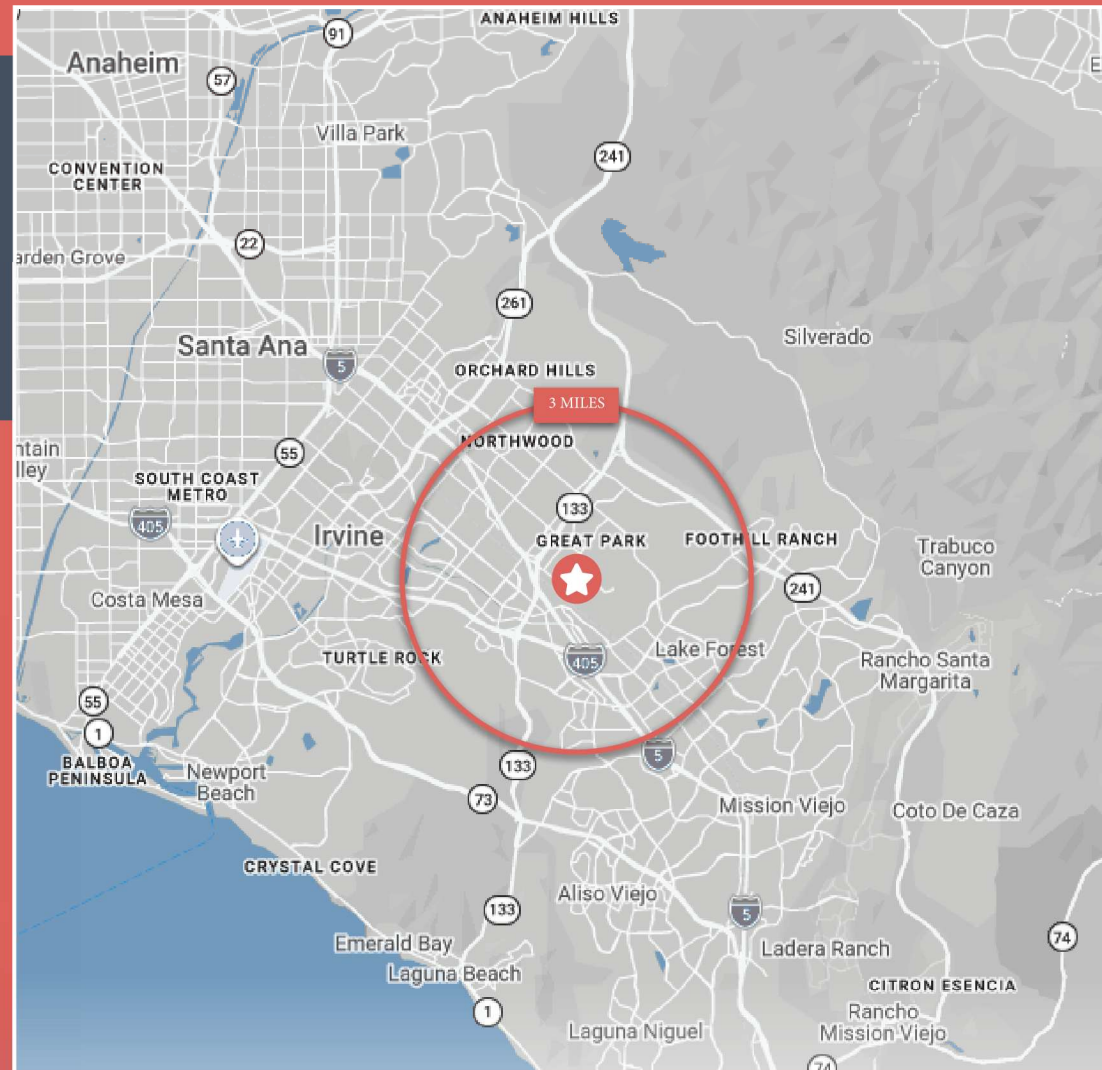 ANAHEIM HILLS
91
Anaheim
57
E
Villa Park
241
CONVENTION
CENTER
22
arden Grove
261
Silverado
Santa Ana
5
ORCHARD HILLS
3 MILES
NORTHWOOD
ntain
lley
55
SOUTH COAST
METRO
405
133
Irvine
GREAT PARK
FOOTHILL RANCH
Trabuco
Canyon
241
Costa Mesa
TURTLE ROCK
405
Lake Forest
Rancho Santa
Margarita
55
1
BALBOA
PENINSULA
Newport
Beach
133
5
73
Mission Viejo
Coto De Caza
CRYSTAL COVE
Aliso Viejo
133
5
74
Emerald Bay
Ladera Ranch
Laguna Beach
CITRON ESENCIA
1
Rancho
Mission Viejo
Laguna Niguel
74